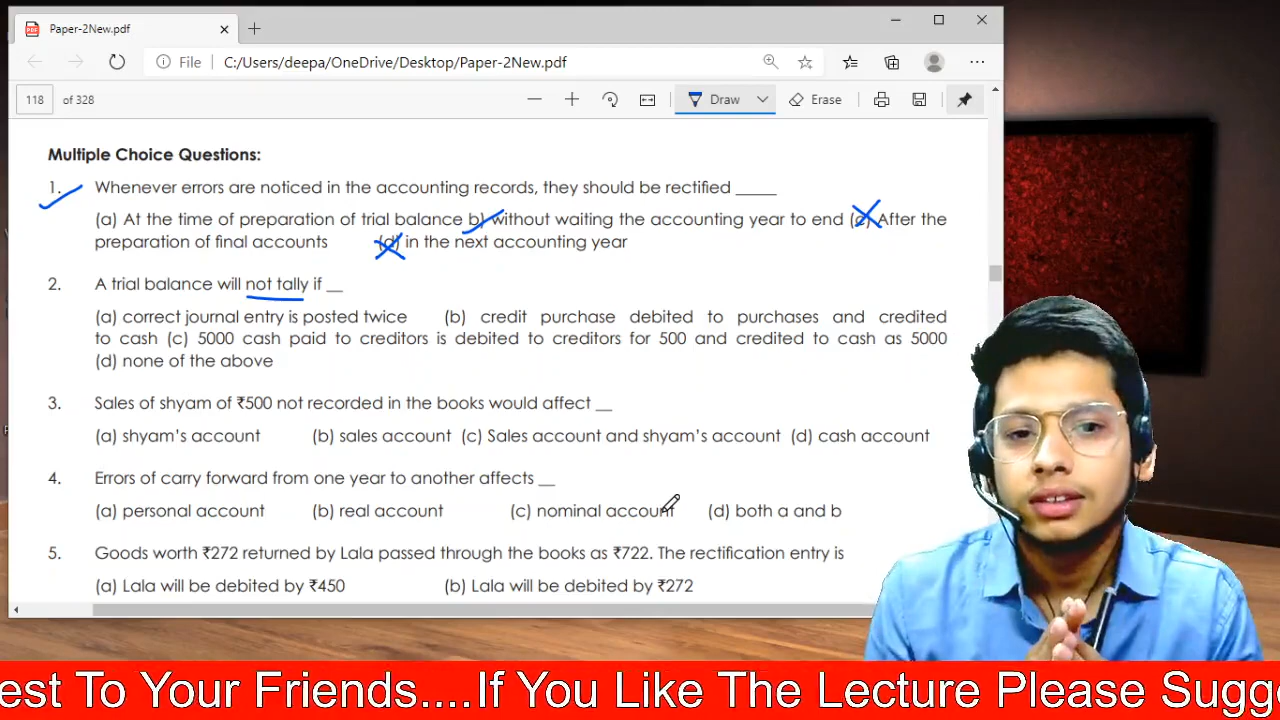 Paper-2New.pdf
File
C:/Users/deepa/OneDrive/Desktop/Paper-2New.pdf
118 of 328
Draw
Erase
Multiple Choice Questions:
1. Whenever errors are noticed in the accounting records, they should be rectified _____
(a) At the time of preparation of trial balance b) without waiting the accounting year to end (c) After the
preparation of final accounts (d) in the next accounting year
2. A trial balance will not tally if __
(a) correct journal entry is posted twice (b) credit purchase debited to purchases and credited
to cash (c) 5000 cash paid to creditors is debited to creditors for 500 and credited to cash as 5000
(d) none of the above
3. Sales of shyam of ₹500 not recorded in the books would affect __
(a) shyam's account (b) sales account (c) Sales account and shyam's account (d) cash account
4. Errors of carry forward from one year to another affects __
(a) personal account (b) real account (c) nominal account (d) both a and b
5. Goods worth ₹272 returned by Lala passed through the books as ₹722. The rectification entry is
(a) Lala will be debited by ₹450 (b) Lala will be debited by ₹272
est To Your Friends....If You Like The Lecture Please Sugg